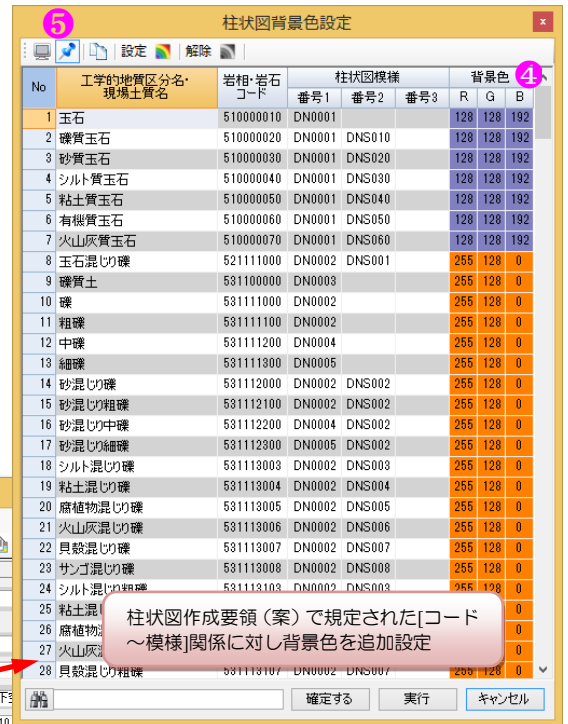 柱状図背景色設定 x
5
設定 解除
No 工学的地質区分名・現場土質名 岩相・岩石コード 柱状図模様 背景色 4
番号1 番号2 番号3 R G B
1 玉石 510000010 DN0001 128 128 192
2 礫質玉石 510000020 DN0001 DNS010 128 128 192
3 砂質玉石 510000030 DN0001 DNS020 128 128 192
4 シルト質玉石 510000040 DN0001 DNS030 128 128 192
5 粘土質玉石 510000050 DN0001 DNS040 128 128 192
6 有機質玉石 510000060 DN0001 DNS050 128 128 192
7 火山灰質玉石 510000070 DN0001 DNS060 128 128 192
8 玉石混じり礫 521111000 DN0002 DNS001 255 128 0
9 礫質土 531100000 DN0003 255 128 0
10 礫 531111000 DN0002 255 128 0
11 粗礫 531111100 DN0002 255 128 0
12 中礫 531111200 DN0004 255 128 0
13 細礫 531111300 DN0005 255 128 0
14 砂混じり礫 531112000 DN0002 DNS002 255 128 0
15 砂混じり粗礫 531112100 DN0002 DNS002 255 128 0
16 砂混じり中礫 531112200 DN0004 DNS002 255 128 0
17 砂混じり細礫 531112300 DN0005 DNS002 255 128 0
18 シルト混じり礫 531113003 DN0002 DNS003 255 128 0
19 粘土混じり礫 531113004 DN0002 DNS004 255 128 0
20 腐植物混じり礫 531113005 DN0002 DNS005 255 128 0
21 火山灰混じり礫 531113006 DN0002 DNS006 255 128 0
22 貝殻混じり礫 531113007 DN0002 DNS007 255 128 0
23 サンゴ混じり礫 531113008 DN0002 DNS008 255 128 0
24 シルト混じり粗礫 531113103 DN0002 DNS003 255 128 0
25 粘土混 0
26 腐植物 0
27 火山灰 0
28 貝殻混じり粗礫 531113107 DN0002 DNS007 255 128 0
柱状図作成要領（案）で規定された[コード
～模様]関係に対し背景色を追加設定
確定する 実行 キャンセル
10